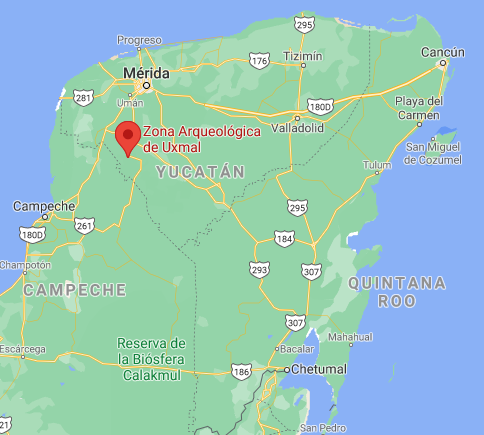 295
Progreso
Cancún
Tizimín
176
Mérida
281
Umán
180D
Playa del
Carmen
Zona Arqueológica
de Uxmal
Valladolid
San Miguel
de Cozumel
Tulum
YUCATÁN
Campeche
295
261
180D
184
Champotón
293
307
CAMPECHE
QUINTANA
ROO
307
Reserva de
la Biósfera
Calakmul
Mahahual
Escárcega
Bacalar
186
Chetumal
21
San Pedro